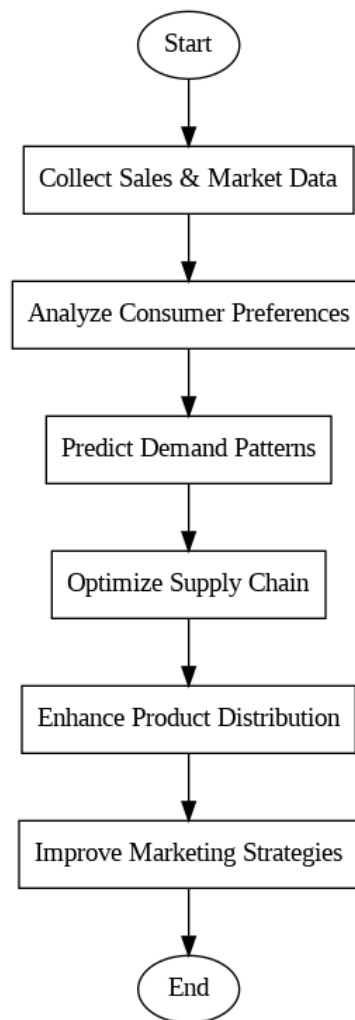 Start
Collect Sales & Market Data
Analyze Consumer Preferences
Predict Demand Patterns
Optimize Supply Chain
Enhance Product Distribution
Improve Marketing Strategies
End